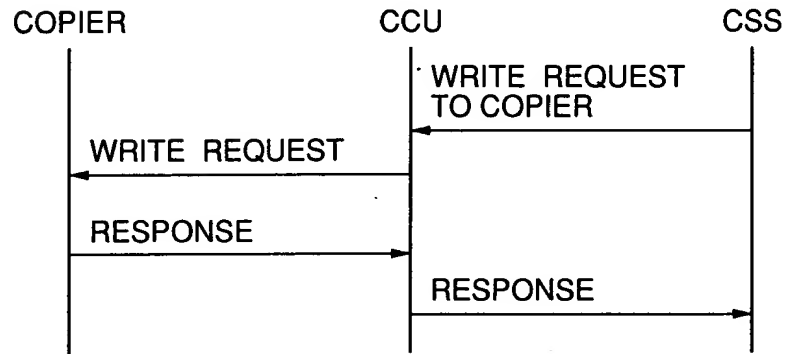 COPIER CCU CSS
WRITE REQUEST
TO COPIER
WRITE REQUEST
RESPONSE
RESPONSE